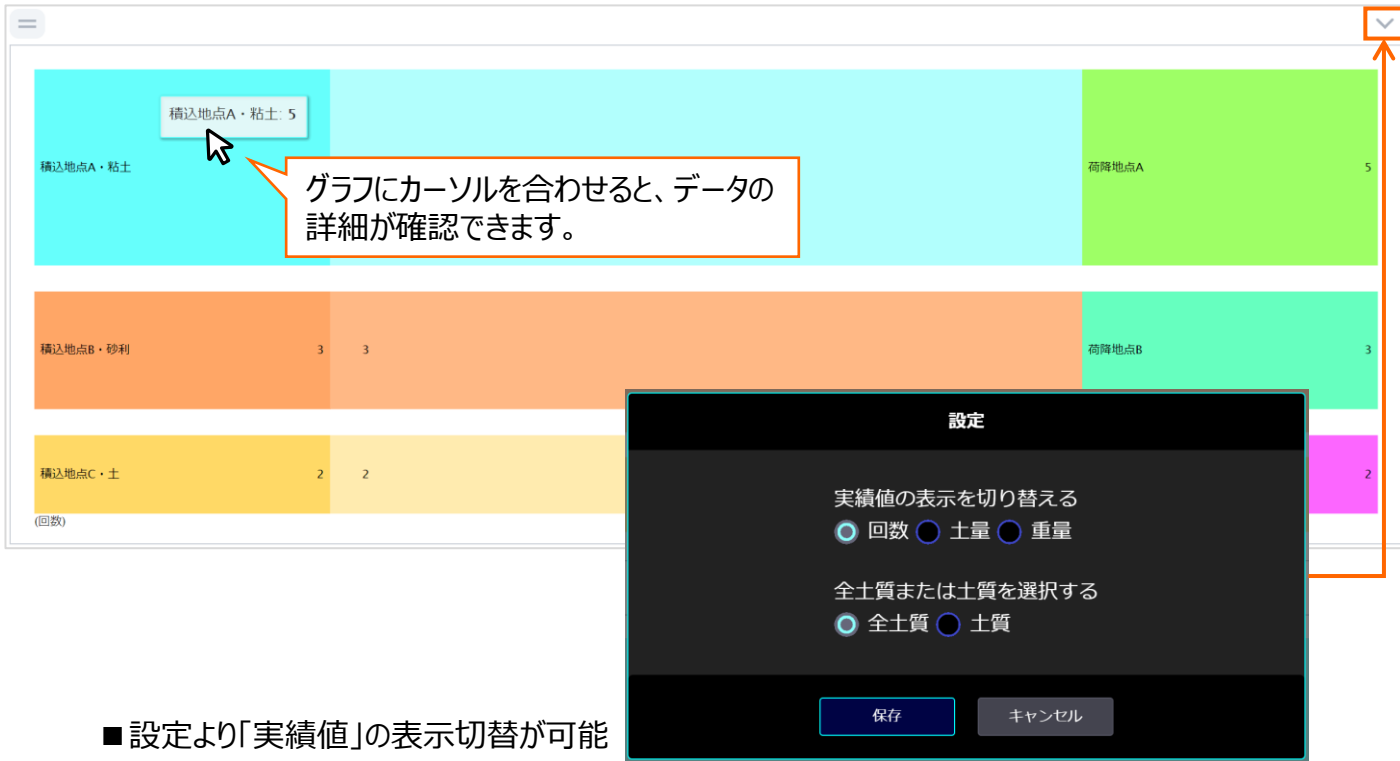 積込地点A・粘土: 5
積込地点A・粘土
荷降地点A 5
グラフにカーソルを合わせると、データの
詳細が確認できます。
積込地点B・砂利 3 3 荷降地点B 3
積込地点C・土 2 2 2
(回数)
設定
実績値の表示を切り替える
回数 土量 重量
全土質または土質を選択する
全土質 土質
保存 キャンセル
■設定より「実績値」の表示切替が可能